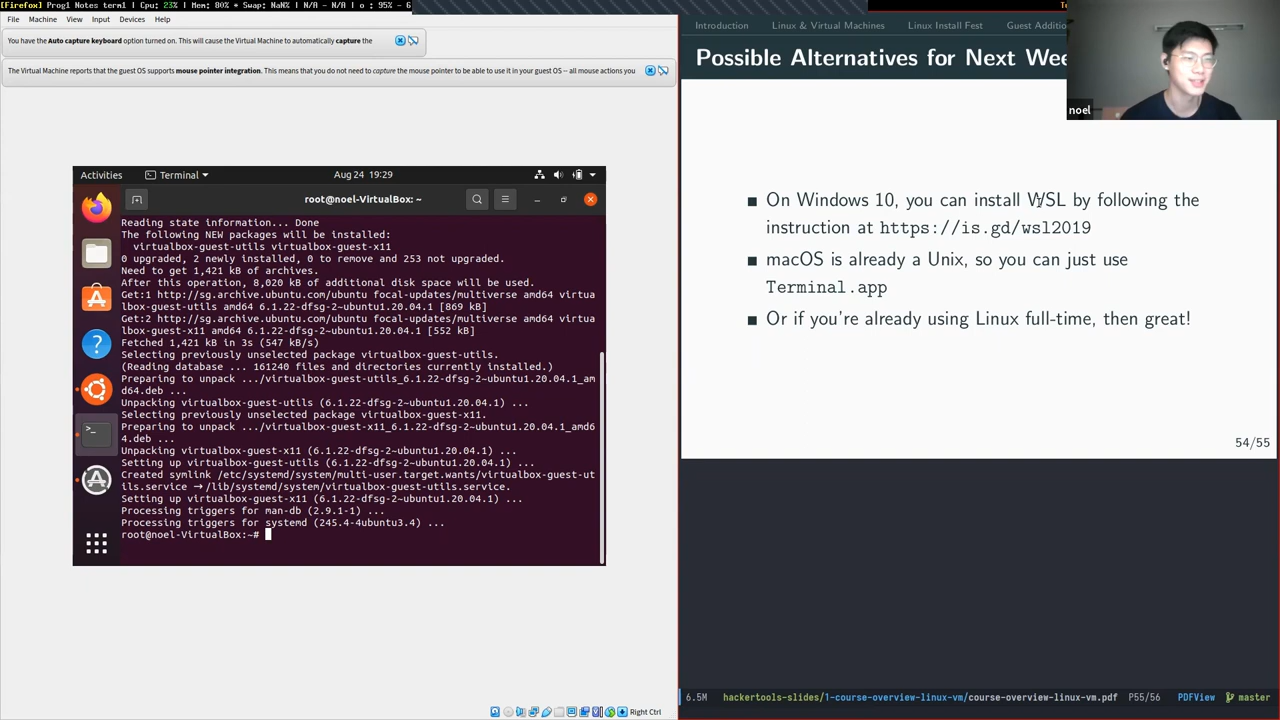 [Firefox] Prog1 Notes term1 | Cpu: 23% | Mem: 80% * Swap: NaN% | N/A - N/A | o : 95% - 6
File Machine View Input Devices Help
You have the Auto capture keyboard option turned on. This will cause the Virtual Machine to automatically capture the
The Virtual Machine reports that the guest OS supports mouse pointer integration. This means that you do not need to capture the mouse pointer to be able to use it in your guest OS -- all mouse actions you
Activities Terminal Aug 24 19:29
root@noel-VirtualBox: ~
Reading state information... Done
The following NEW packages will be installed:
virtualbox-guest-utils virtualbox-guest-x11
0 upgraded, 2 newly installed, 0 to remove and 253 not upgraded.
Need to get 1,421 kB of archives.
After this operation, 8,020 kB of additional disk space will be used.
Get:1 http://sg.archive.ubuntu.com/ubuntu focal-updates/multiverse amd64 virtua
lbox-guest-utils amd64 6.1.22-dfsg-2~ubuntu1.20.04.1 [869 kB]
Get:2 http://sg.archive.ubuntu.com/ubuntu focal-updates/multiverse amd64 virtua
lbox-guest-x11 amd64 6.1.22-dfsg-2~ubuntu1.20.04.1 [552 kB]
Fetched 1,421 kB in 3s (547 kB/s)
Selecting previously unselected package virtualbox-guest-utils.
(Reading database ... 161240 files and directories currently installed.)
Preparing to unpack .../virtualbox-guest-utils_6.1.22-dfsg-2~ubuntu1.20.04.1_am
d64.deb ...
Unpacking virtualbox-guest-utils (6.1.22-dfsg-2~ubuntu1.20.04.1) ...
Selecting previously unselected package virtualbox-guest-x11.
Preparing to unpack .../virtualbox-guest-x11_6.1.22-dfsg-2~ubuntu1.20.04.1_amd6
4.deb ...
Unpacking virtualbox-guest-x11 (6.1.22-dfsg-2~ubuntu1.20.04.1) ...
Setting up virtualbox-guest-utils (6.1.22-dfsg-2~ubuntu1.20.04.1) ...
Created symlink /etc/systemd/system/multi-user.target.wants/virtualbox-guest-ut
ils.service → /lib/systemd/system/virtualbox-guest-utils.service.
Setting up virtualbox-guest-x11 (6.1.22-dfsg-2~ubuntu1.20.04.1) ...
Processing triggers for man-db (2.9.1-1) ...
Processing triggers for systemd (245.4-4ubuntu3.4) ...
root@noel-VirtualBox:~#
Right Ctrl
Introduction Linux & Virtual Machines Linux Install Fest Guest
Possible Alternatives for Next
noel
On Windows 10, you can install WSL by following the
instruction at https://is.gd/wsl2019
macOS is already a Unix, so you can just use
Terminal.app
Or if you're already using Linux full-time, then great!
54/55
6.5M hackertools-slides/1-course-overview-linux-vm/course-overview-linux-vm.pdf P55/56 PDFView master